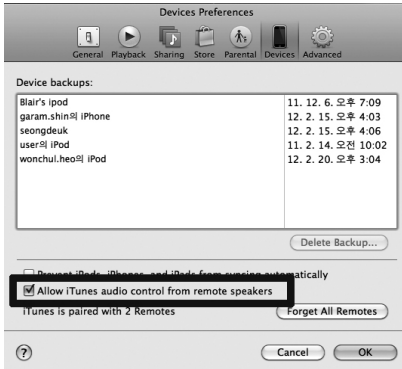 Devices Preferences
General Playback Sharing Store Parental Devices Advanced
Device backups:
Blair's ipod 11. 12. 6. 오후 7:09
garam.shin의 iPhone 12. 2. 15. 오후 4:03
seongdeuk 12. 2. 15. 오후 4:06
user의 iPod 11. 2. 14. 오전 10:02
wonchul.heo의 iPod 12. 2. 20. 오후 3:04
Delete Backup...
Prevent iPods, iPhones, and iPads from syncing automatically
Allow iTunes audio control from remote speakers
iTunes is paired with 2 Remotes Forget All Remotes
? Cancel OK